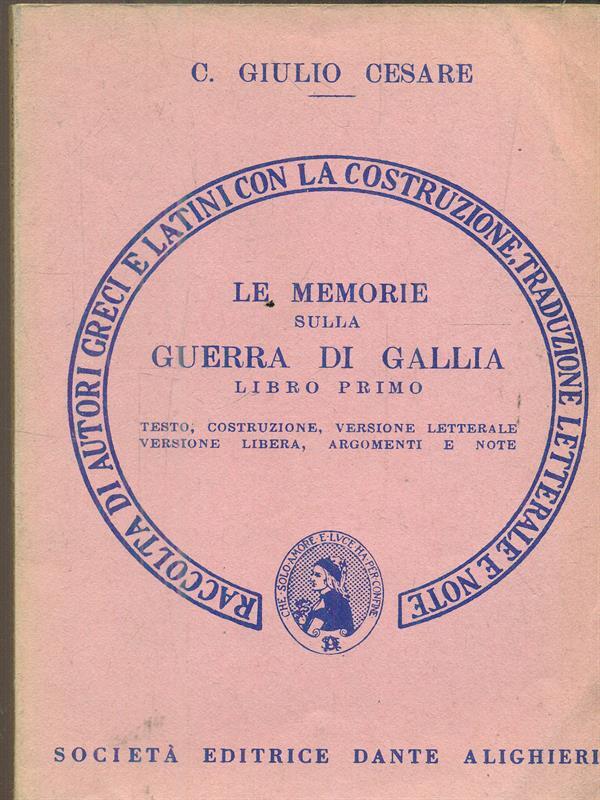 C. GIULIO CESARE
RACCOLTA DI AUTORI GRECI E LATINI CON LA COSTRUZIONE, TRADUZIONE LETTERALE E NOTE
LE MEMORIE
SULLA
GUERRA DI GALLIA
LIBRO PRIMO
TESTO, COSTRUZIONE, VERSIONE LETTERALE
VERSIONE LIBERA, ARGOMENTI E NOTE
CHE·SOLO·AMORE·E·LVCE·HA·PER·CONFINE
SOCIETÀ EDITRICE DANTE ALIGHIERI